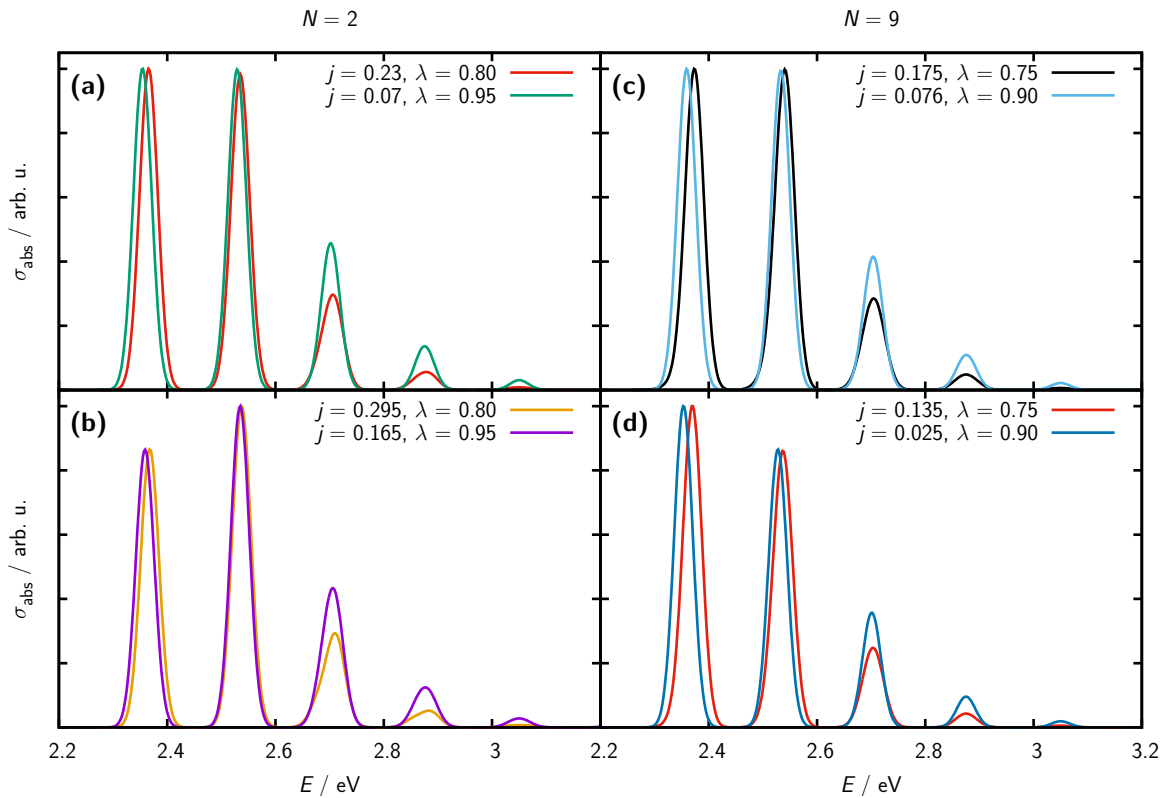 N = 2
N = 9
(a)
j = 0.23, λ = 0.80
j = 0.07, λ = 0.95
(c)
j = 0.175, λ = 0.75
j = 0.076, λ = 0.90
σabs / arb. u.
(b)
j = 0.295, λ = 0.80
j = 0.165, λ = 0.95
(d)
j = 0.135, λ = 0.75
j = 0.025, λ = 0.90
σabs / arb. u.
2.2 2.4 2.6 2.8 3 2.2 2.4 2.6 2.8 3 3.2
E / eV E / eV